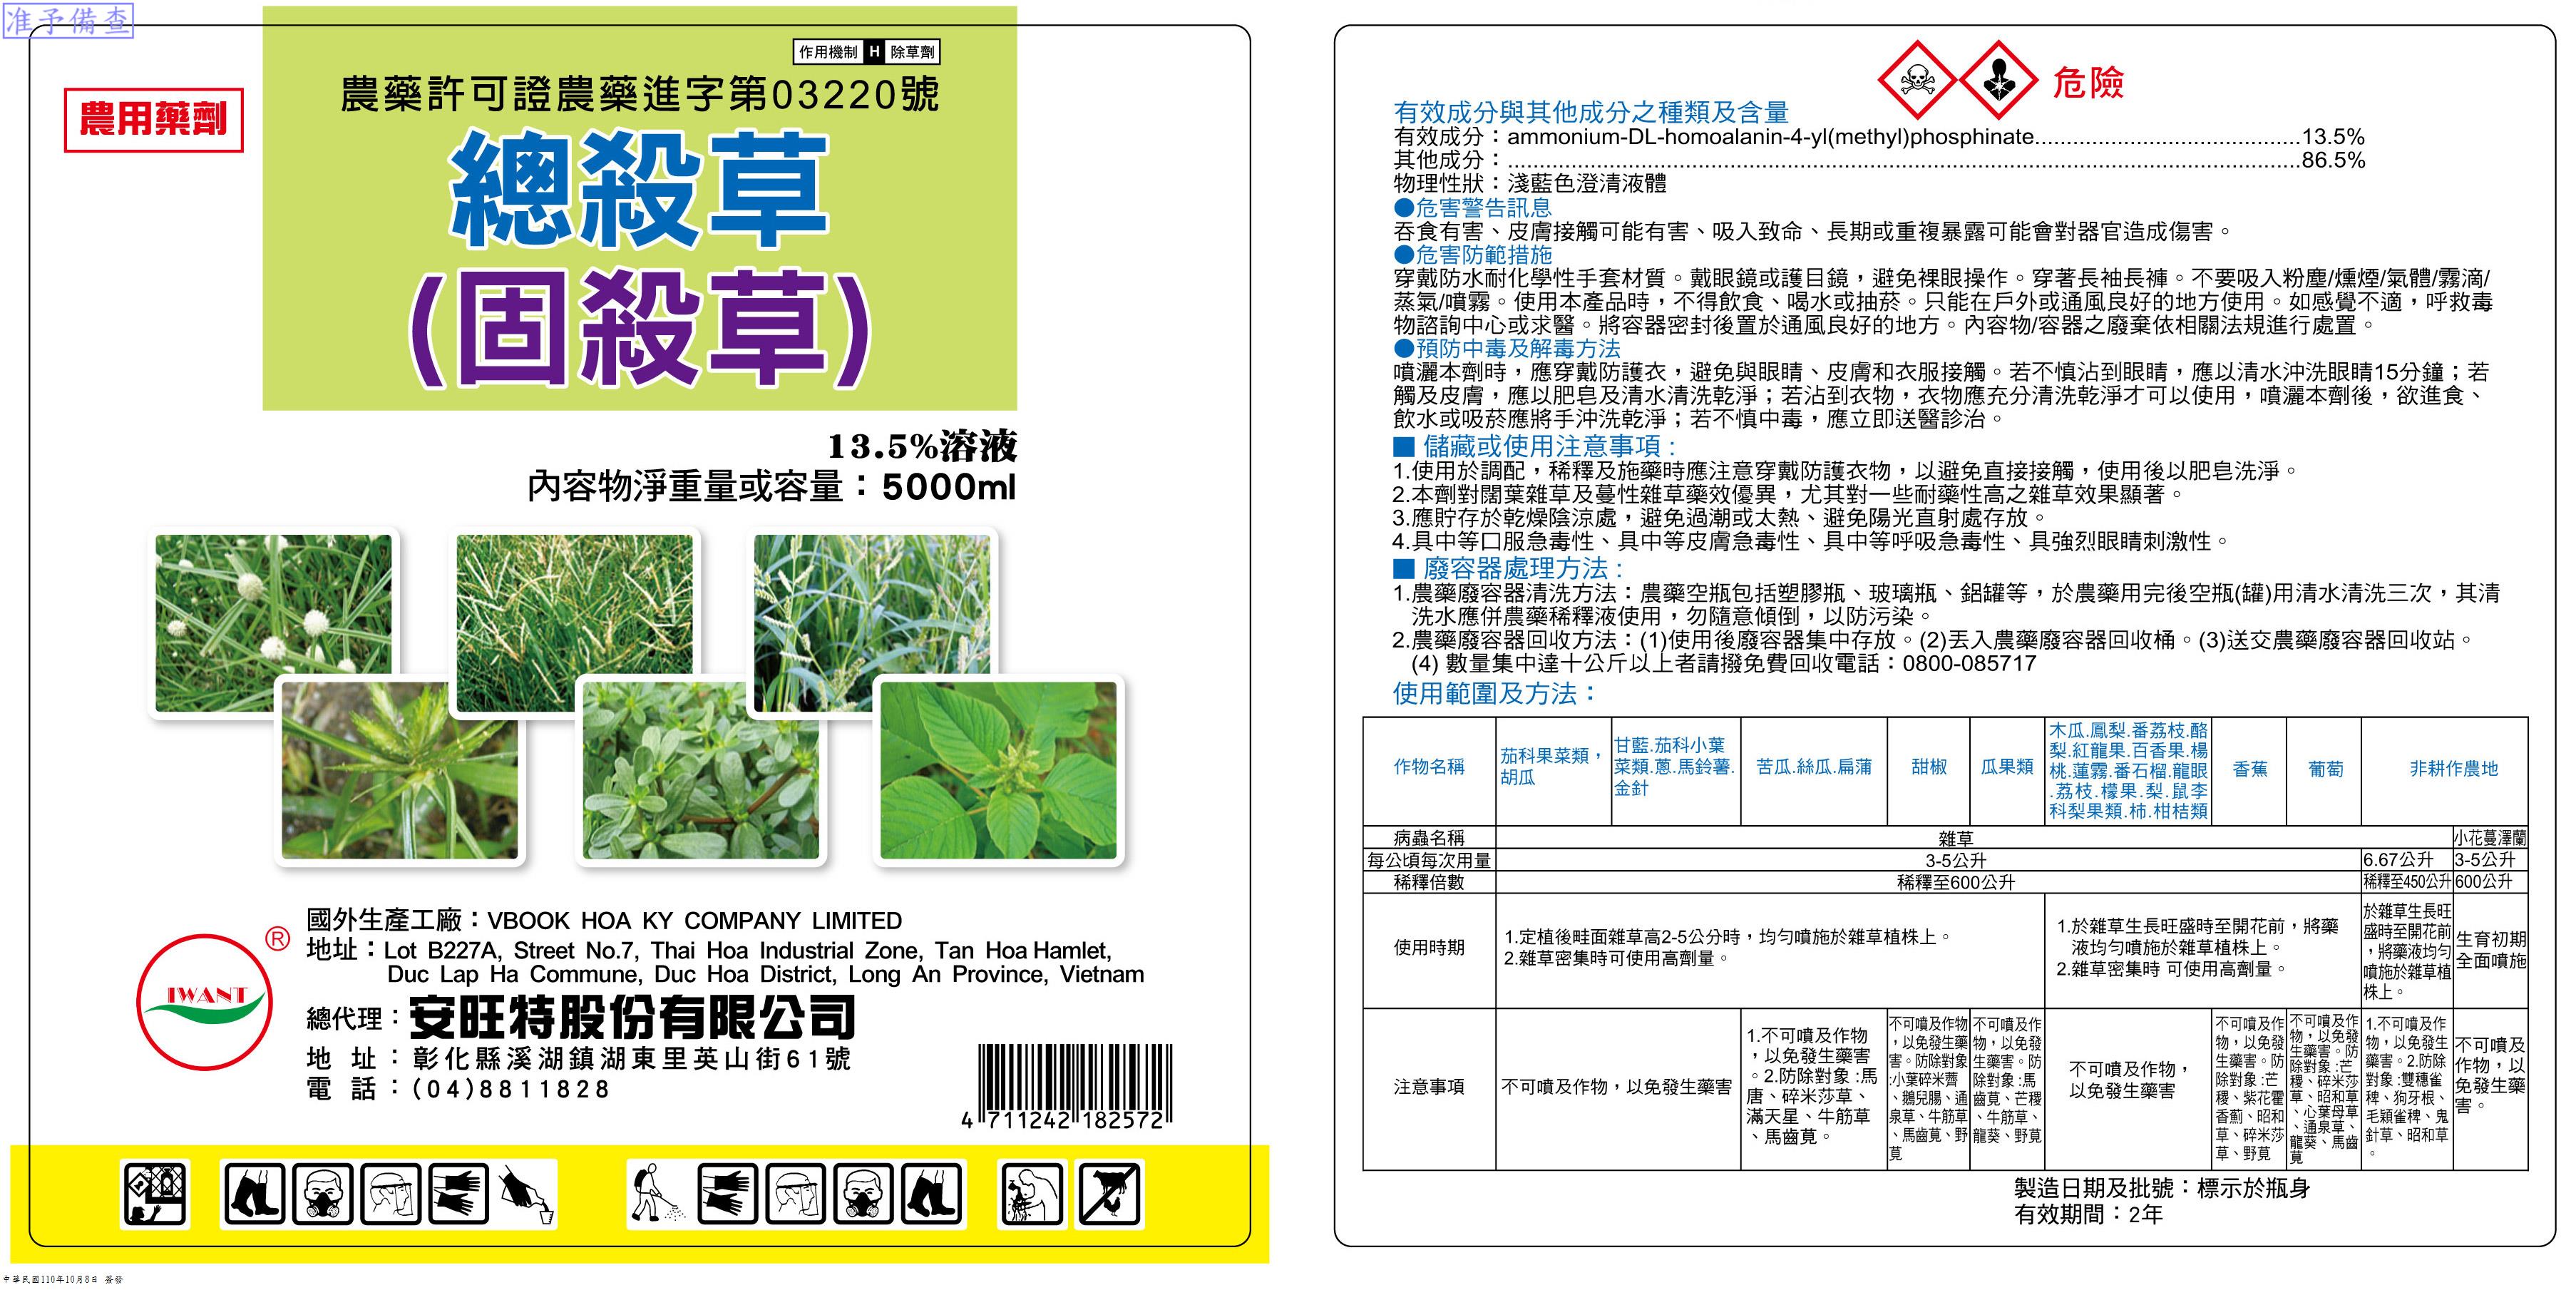 准予備查
作用機制 H 除草劑
農藥許可證農藥進字第03220號
農用藥劑
總殺草
(固殺草)
13.5%溶液
內容物淨重量或容量：5000ml
國外生產工廠：VBOOK HOA KY COMPANY LIMITED
地址：Lot B227A, Street No.7, Thai Hoa Industrial Zone, Tan Hoa Hamlet,
Duc Lap Ha Commune, Duc Hoa District, Long An Province, Vietnam
®
IWANT
總代理：安旺特股份有限公司
地 址：彰化縣溪湖鎮湖東里英山街61號
電 話：(04)8811828
4 711242 182572
中華民國110年10月8日 簽發
危險
有效成分與其他成分之種類及含量
有效成分：ammonium-DL-homoalanin-4-yl(methyl)phosphinate..........................................13.5%
其他成分：..............................................................................................................................86.5%
物理性狀：淺藍色澄清液體
●危害警告訊息
吞食有害、皮膚接觸可能有害、吸入致命、長期或重複暴露可能會對器官造成傷害。
●危害防範措施
穿戴防水耐化學性手套材質。戴眼鏡或護目鏡，避免裸眼操作。穿著長袖長褲。不要吸入粉塵/燻煙/氣體/霧滴/
蒸氣/噴霧。使用本產品時，不得飲食、喝水或抽菸。只能在戶外或通風良好的地方使用。如感覺不適，呼救毒
物諮詢中心或求醫。將容器密封後置於通風良好的地方。內容物/容器之廢棄依相關法規進行處置。
●預防中毒及解毒方法
噴灑本劑時，應穿戴防護衣，避免與眼睛、皮膚和衣服接觸。若不慎沾到眼睛，應以清水沖洗眼睛15分鐘；若
觸及皮膚，應以肥皂及清水清洗乾淨；若沾到衣物，衣物應充分清洗乾淨才可以使用，噴灑本劑後，欲進食、
飲水或吸菸應將手沖洗乾淨；若不慎中毒，應立即送醫診治。
■ 儲藏或使用注意事項：
1.使用於調配，稀釋及施藥時應注意穿戴防護衣物，以避免直接接觸，使用後以肥皂洗淨。
2.本劑對闊葉雜草及蔓性雜草藥效優異，尤其對一些耐藥性高之雜草效果顯著。
3.應貯存於乾燥陰涼處，避免過潮或太熱、避免陽光直射處存放。
4.具中等口服急毒性、具中等皮膚急毒性、具中等呼吸急毒性、具強烈眼睛刺激性。
■ 廢容器處理方法：
1.農藥廢容器清洗方法：農藥空瓶包括塑膠瓶、玻璃瓶、鋁罐等，於農藥用完後空瓶(罐)用清水清洗三次，其清
洗水應併農藥稀釋液使用，勿隨意傾倒，以防污染。
2.農藥廢容器回收方法：(1)使用後廢容器集中存放。(2)丟入農藥廢容器回收桶。(3)送交農藥廢容器回收站。
(4) 數量集中達十公斤以上者請撥免費回收電話：0800-085717
使用範圍及方法：
作物名稱
茄科果菜類，
胡瓜
甘藍.茄科小葉
菜類.蔥.馬鈴薯.
金針
苦瓜.絲瓜.扁蒲
甜椒
瓜果類
木瓜.鳳梨.番荔枝.酪
梨.紅龍果.百香果.楊
桃.蓮霧.番石榴.龍眼
.荔枝.檬果.梨.鼠李
科梨果類.柿.柑桔類
香蕉
葡萄
非耕作農地
病蟲名稱
雜草
小花蔓澤蘭
每公頃每次用量
3-5公升
6.67公升
3-5公升
稀釋倍數
稀釋至600公升
稀釋至450公升
600公升
使用時期
1.定植後畦面雜草高2-5公分時，均勻噴施於雜草植株上。
2.雜草密集時可使用高劑量。
1.於雜草生長旺盛時至開花前，將藥
液均勻噴施於雜草植株上。
2.雜草密集時 可使用高劑量。
於雜草生長旺
盛時至開花前
，將藥液均勻
噴施於雜草植
株上。
生育初期
全面噴施
注意事項
不可噴及作物，以免發生藥害
1.不可噴及作物
，以免發生藥害
。2.防除對象:馬
唐、碎米莎草、
滿天星、牛筋草
、馬齒莧。
不可噴及作物
，以免發生藥
害。防除對象
:小葉碎米薺
、鵝兒腸、通
泉草、牛筋草
、馬齒莧、野
莧
不可噴及作
物，以免發
生藥害。防
除對象:馬
齒莧、芒稷
、牛筋草、
龍葵、野莧
不可噴及作物，
以免發生藥害
不可噴及作
物，以免發
生藥害。防
除對象:芒
稷、紫花霍
香薊、昭和
草、碎米莎
草、野莧
不可噴及作
物，以免發
生藥害。防
除對象:芒
稷、碎米莎
草、昭和草
、心葉母草
、通泉草、
龍葵、馬齒
莧
1.不可噴及作
物，以免發生
藥害。2.防除
對象:雙穗雀
稗、狗牙根、
毛穎雀稗、鬼
針草、昭和草
。
不可噴及
作物，以
免發生藥
害。
製造日期及批號：標示於瓶身
有效期間：2年